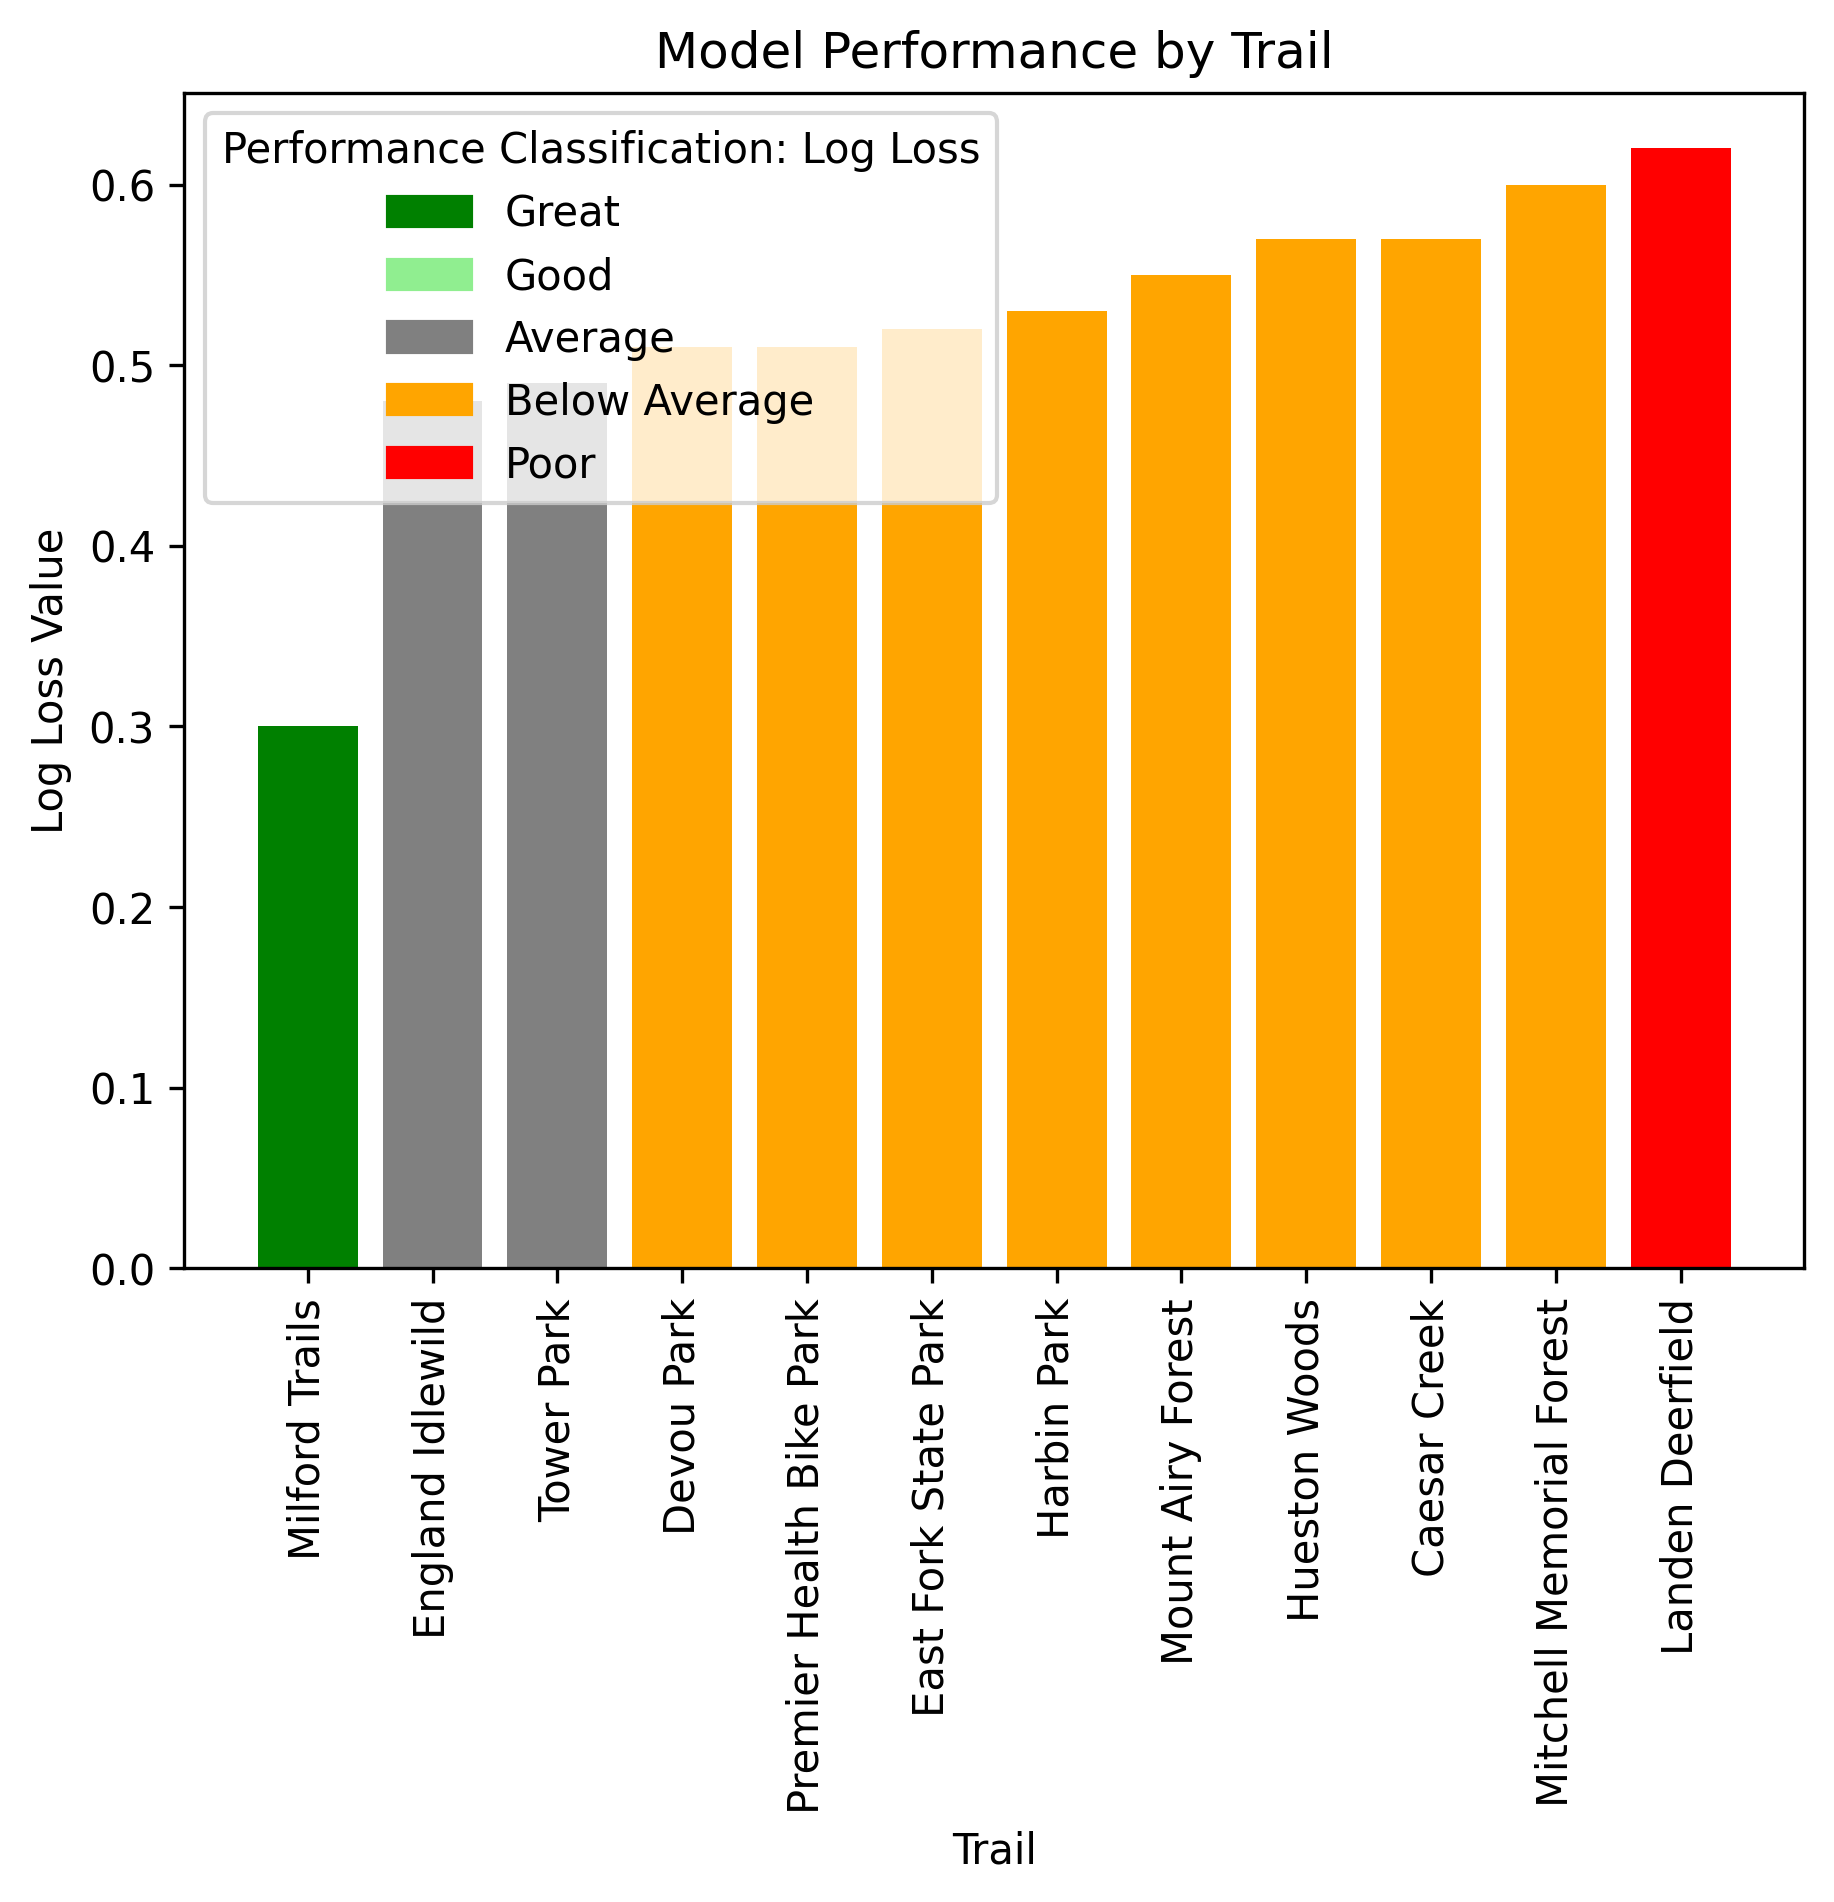 Model Performance by Trail
Performance Classification: Log Loss
Great
Good
Average
Below Average
Poor
Log Loss Value
0.6
0.5
0.4
0.3
0.2
0.1
0.0
Milford Trails
England Idlewild
Tower Park
Devou Park
Premier Health Bike Park
East Fork State Park
Harbin Park
Mount Airy Forest
Hueston Woods
Caesar Creek
Mitchell Memorial Forest
Landen Deerfield
Trail